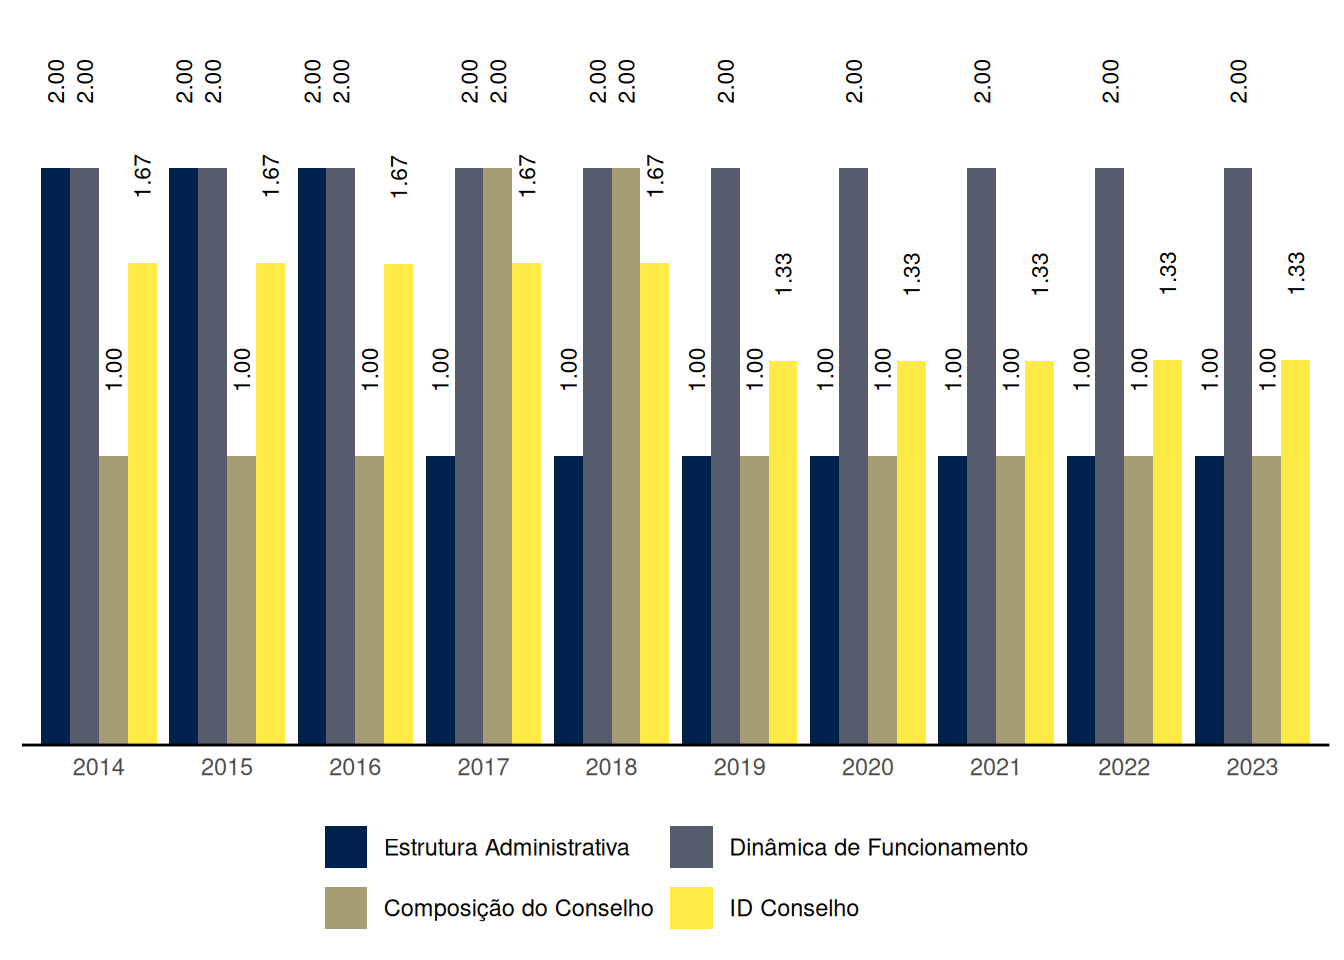 2.00 2.00 2.00 2.00 2.00 2.00 2.00 2.00 2.00 2.00 2.00 2.00 2.00 2.00 2.00
1.67 1.67 1.67 1.67 1.67
1.33 1.33 1.33 1.33 1.33
1.00 1.00 1.00 1.00 1.00 1.00 1.00 1.00 1.00 1.00 1.00 1.00 1.00 1.00 1.00
2014 2015 2016 2017 2018 2019 2020 2021 2022 2023
Estrutura Administrativa Dinâmica de Funcionamento
Composição do Conselho ID Conselho